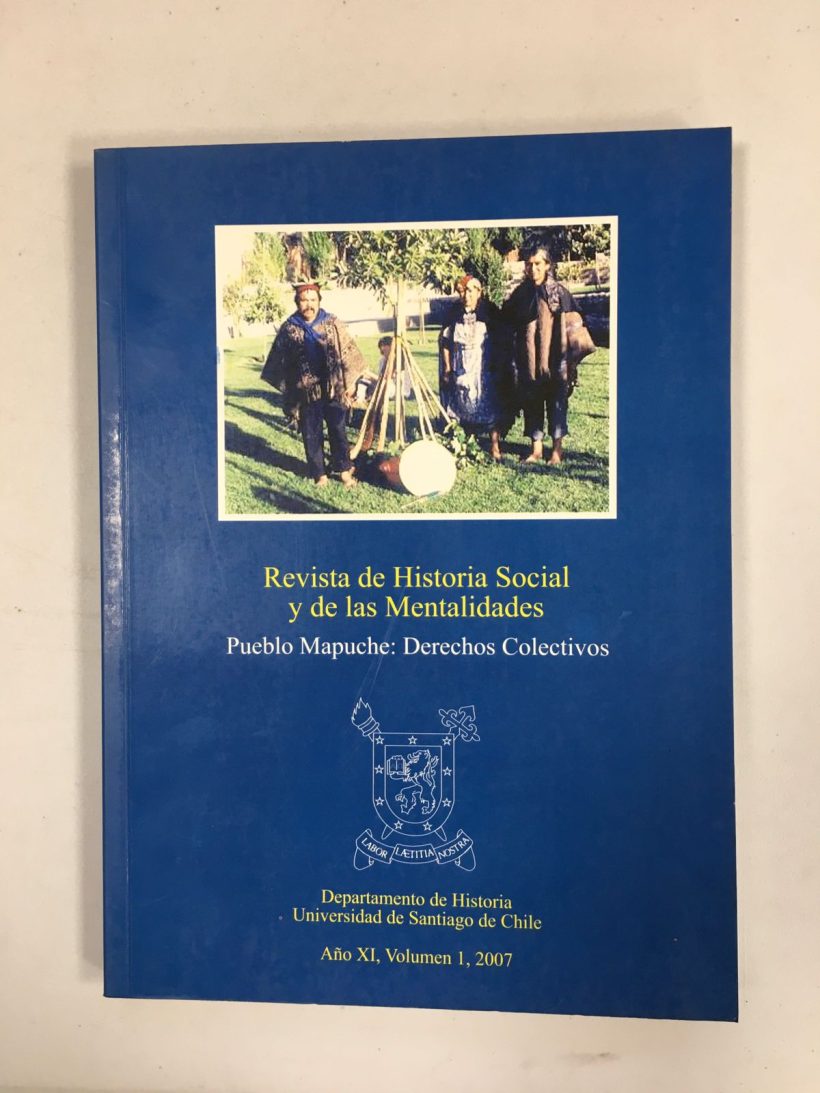 Revista de Historia Social
y de las Mentalidades
Pueblo Mapuche: Derechos Colectivos
LABOR LÆTITIA NOSTRA
Departamento de Historia
Universidad de Santiago de Chile
Año XI, Volumen 1, 2007